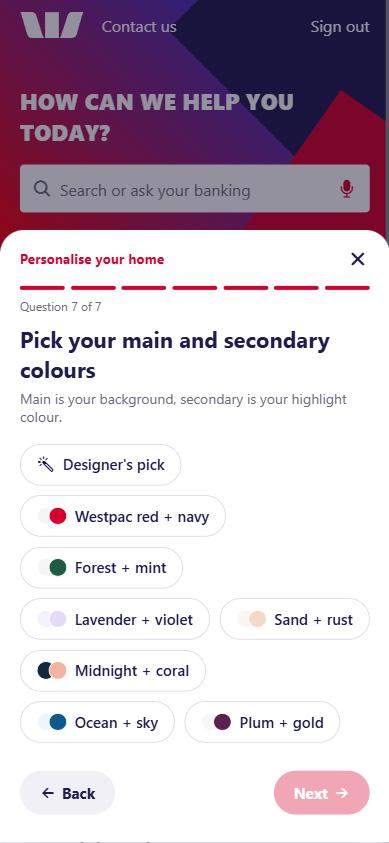 Contact us
Sign out
HOW CAN WE HELP YOU
TODAY?
Search or ask your banking
Personalise your home
Question 7 of 7
Pick your main and secondary
colours
Main is your background, secondary is your highlight
colour.
Designer's pick
Westpac red + navy
Forest + mint
Lavender + violet
Sand + rust
Midnight + coral
Ocean + sky
Plum + gold
Back
Next